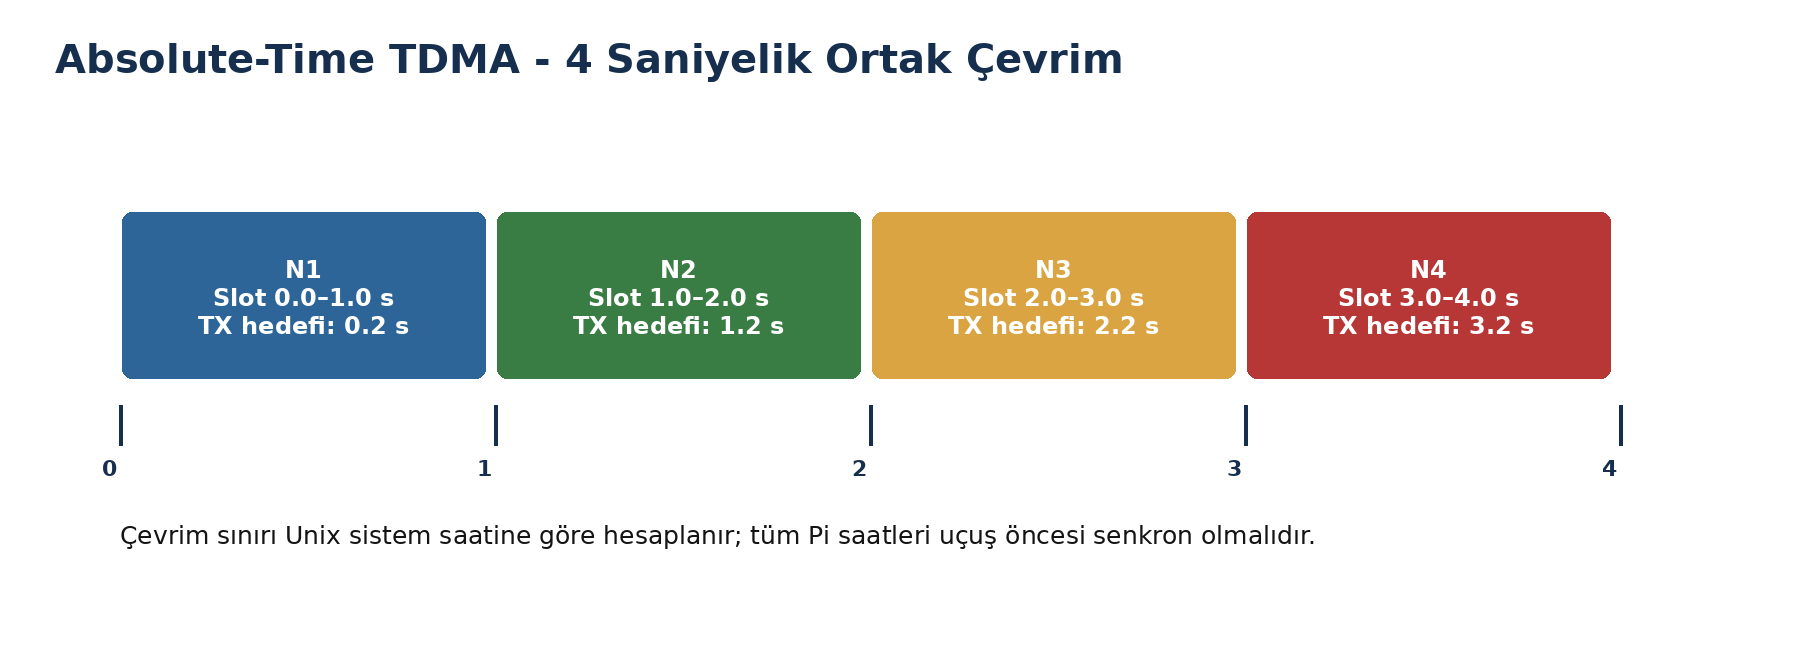 Absolute-Time TDMA - 4 Saniyelik Ortak Çevrim
N1
Slot 0.0–1.0 s
TX hedefi: 0.2 s
N2
Slot 1.0–2.0 s
TX hedefi: 1.2 s
N3
Slot 2.0–3.0 s
TX hedefi: 2.2 s
N4
Slot 3.0–4.0 s
TX hedefi: 3.2 s
0
1
2
3
4
Çevrim sınırı Unix sistem saatine göre hesaplanır; tüm Pi saatleri uçuş öncesi senkron olmalıdır.